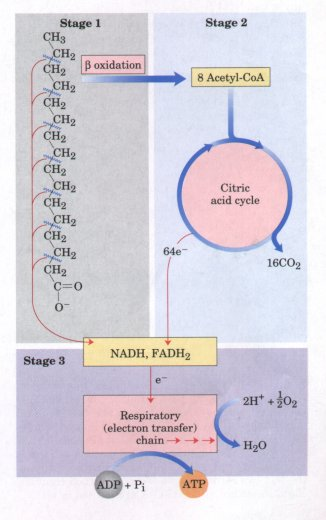 Stage 1
Stage 2
CH₃
CH₂
CH₂
CH₂
CH₂
CH₂
CH₂
CH₂
CH₂
CH₂
CH₂
CH₂
CH₂
CH₂
CH₂
C=O
O⁻
β oxidation
8 Acetyl-CoA
Citric
acid cycle
64e⁻
16CO₂
NADH, FADH₂
Stage 3
e⁻
Respiratory
(electron transfer)
chain → → →
2H⁺ + ½O₂
H₂O
ADP + Pi
ATP